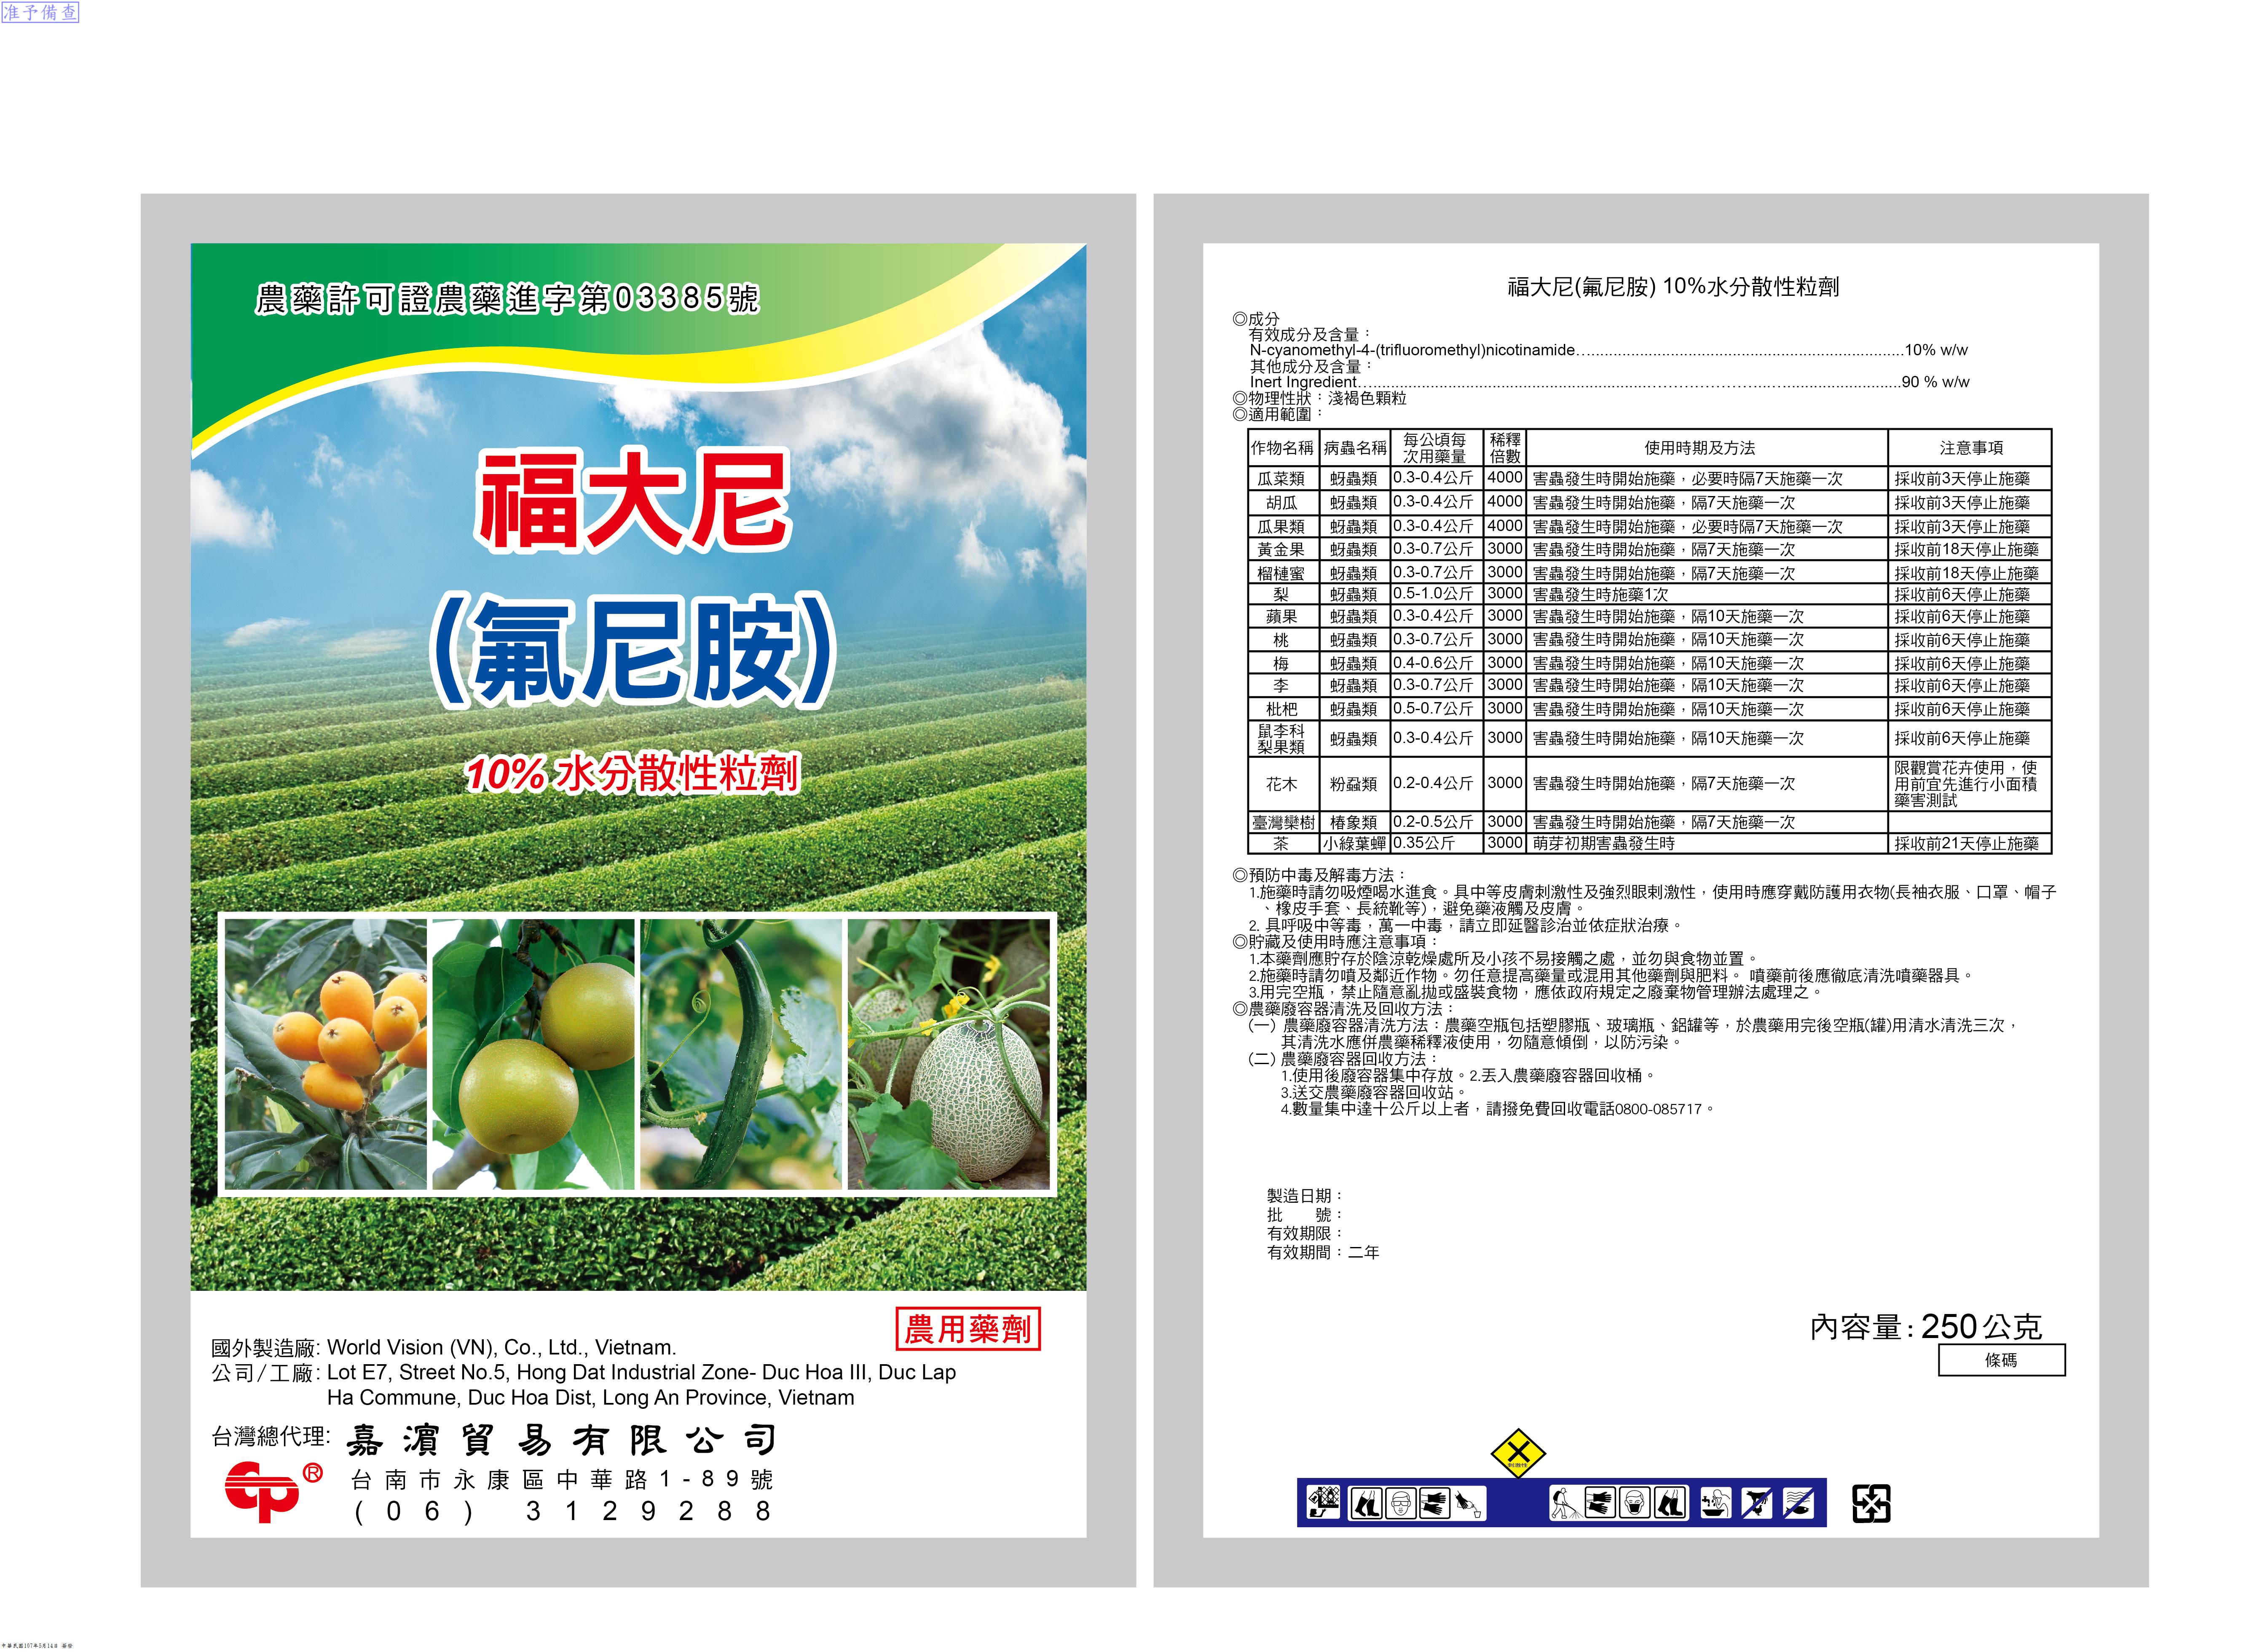 准予備查
農藥許可證農藥進字第03385號
福大尼
(氟尼胺)
10% 水分散性粒劑
農用藥劑
國外製造廠: World Vision (VN), Co., Ltd., Vietnam.
公司/工廠: Lot E7, Street No.5, Hong Dat Industrial Zone- Duc Hoa III, Duc Lap
Ha Commune, Duc Hoa Dist, Long An Province, Vietnam
台灣總代理: 嘉濱貿易有限公司
CP®
台南市永康區中華路1-89號
(06) 3129288
福大尼(氟尼胺) 10%水分散性粒劑
◎成分
有效成分及含量：
N-cyanomethyl-4-(trifluoromethyl)nicotinamide..........10% w/w
其他成分及含量：
Inert Ingredient..........90 % w/w
◎物理性狀：淺褐色顆粒
◎適用範圍：
作物名稱 病蟲名稱 每公頃每次用藥量 稀釋倍數 使用時期及方法 注意事項
瓜菜類 蚜蟲類 0.3-0.4公斤 4000 害蟲發生時開始施藥，必要時隔7天施藥一次 採收前3天停止施藥
胡瓜 蚜蟲類 0.3-0.4公斤 4000 害蟲發生時開始施藥，隔7天施藥一次 採收前3天停止施藥
瓜果類 蚜蟲類 0.3-0.4公斤 4000 害蟲發生時開始施藥，必要時隔7天施藥一次 採收前3天停止施藥
黃金果 蚜蟲類 0.3-0.7公斤 3000 害蟲發生時開始施藥，隔7天施藥一次 採收前18天停止施藥
榴槤蜜 蚜蟲類 0.3-0.7公斤 3000 害蟲發生時開始施藥，隔7天施藥一次 採收前18天停止施藥
梨 蚜蟲類 0.5-1.0公斤 3000 害蟲發生時施藥1次 採收前6天停止施藥
蘋果 蚜蟲類 0.3-0.4公斤 3000 害蟲發生時開始施藥，隔10天施藥一次 採收前6天停止施藥
桃 蚜蟲類 0.3-0.7公斤 3000 害蟲發生時開始施藥，隔10天施藥一次 採收前6天停止施藥
梅 蚜蟲類 0.4-0.6公斤 3000 害蟲發生時開始施藥，隔10天施藥一次 採收前6天停止施藥
李 蚜蟲類 0.3-0.7公斤 3000 害蟲發生時開始施藥，隔10天施藥一次 採收前6天停止施藥
枇杷 蚜蟲類 0.5-0.7公斤 3000 害蟲發生時開始施藥，隔10天施藥一次 採收前6天停止施藥
鼠李科梨果類 蚜蟲類 0.3-0.4公斤 3000 害蟲發生時開始施藥，隔10天施藥一次 採收前6天停止施藥
花木 粉蝨類 0.2-0.4公斤 3000 害蟲發生時開始施藥，隔7天施藥一次 限觀賞花卉使用，使用前宜先進行小面積藥害測試
臺灣欒樹 椿象類 0.2-0.5公斤 3000 害蟲發生時開始施藥，隔7天施藥一次
茶 小綠葉蟬 0.35公斤 3000 萌芽初期害蟲發生時 採收前21天停止施藥
◎預防中毒及解毒方法：
1.施藥時請勿吸煙喝水進食。具中等皮膚刺激性及強烈眼刺激性，使用時應穿戴防護用衣物(長袖衣服、口罩、帽子
、橡皮手套、長統靴等)，避免藥液觸及皮膚。
2. 具呼吸中等毒，萬一中毒，請立即延醫診治並依症狀治療。
◎貯藏及使用時應注意事項：
1.本藥劑應貯存於陰涼乾燥處所及小孩不易接觸之處，並勿與食物並置。
2.施藥時請勿噴及鄰近作物。勿任意提高藥量或混用其他藥劑與肥料。 噴藥前後應徹底清洗噴藥器具。
3.用完空瓶，禁止隨意亂拋或盛裝食物，應依政府規定之廢棄物管理辦法處理之。
◎農藥廢容器清洗及回收方法：
(一) 農藥廢容器清洗方法：農藥空瓶包括塑膠瓶、玻璃瓶、鋁罐等，於農藥用完後空瓶(罐)用清水清洗三次，
其清洗水應併農藥稀釋液使用，勿隨意傾倒，以防污染。
(二) 農藥廢容器回收方法：
1.使用後廢容器集中存放。2.丟入農藥廢容器回收桶。
3.送交農藥廢容器回收站。
4.數量集中達十公斤以上者，請撥免費回收電話0800-085717。
製造日期：
批　號：
有效期限：
有效期間：二年
內容量: 250公克
條碼
刺激性